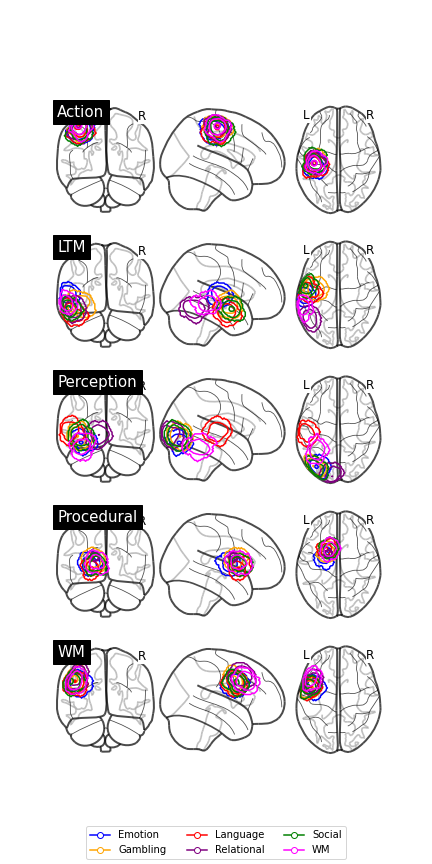 Action
R
L R
LTM
R
L R
Perception
R
L R
Procedural
R
L R
WM
R
L R
Emotion Language Social
Gambling Relational WM